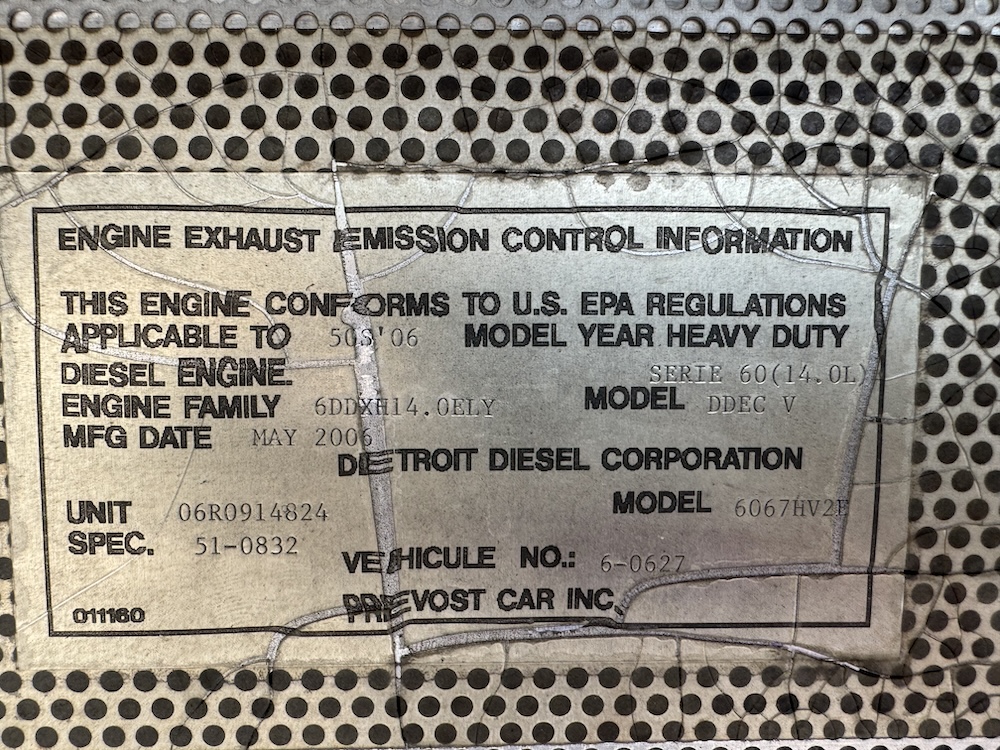 ENGINE EXHAUST EMISSION CONTROL INFORMATION
THIS ENGINE CONFORMS TO U.S. EPA REGULATIONS
APPLICABLE TO 50S'06 MODEL YEAR HEAVY DUTY
DIESEL ENGINE. SERIE 60(14.0L)
ENGINE FAMILY 6DDXH14.0ELY MODEL DDEC V
MFG DATE MAY 2006
DETROIT DIESEL CORPORATION
UNIT 06R0914824 MODEL
SPEC. 51-0832
VEHICULE NO.: 6-0627
011160 PREVOST CAR INC.